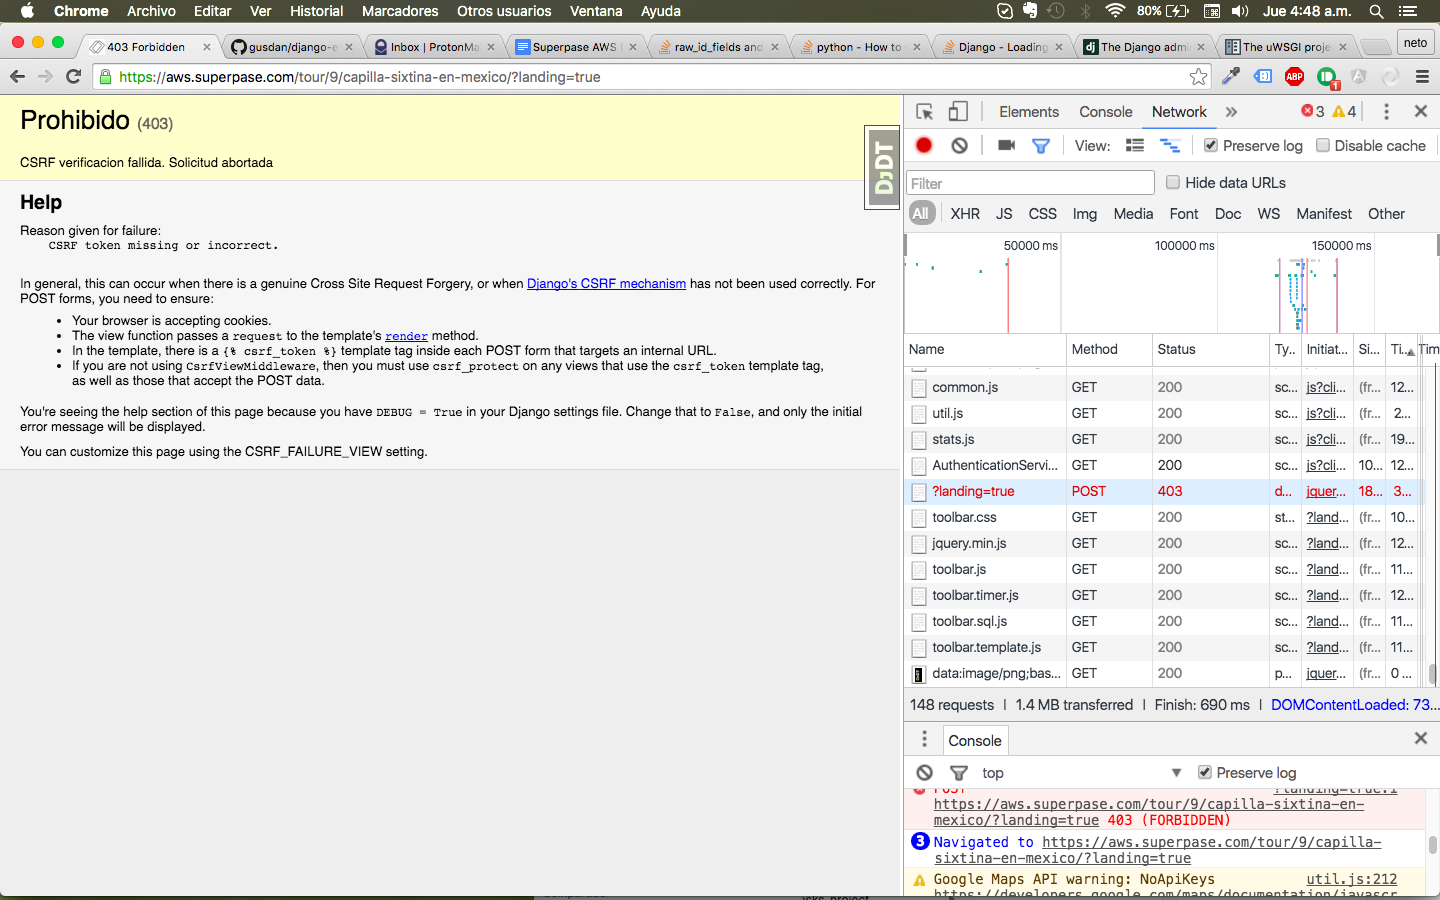 Chrome Archivo Editar Ver Historial Marcadores Otros usuarios Ventana Ayuda 80% Jue 4:48 a.m.
403 Forbidden gusdan/django-e Inbox | ProtonMa Superpase AWS raw_id_fields and python - How to Django - Loading The Django admi The uWSGI proje neto
https://aws.superpase.com/tour/9/capilla-sixtina-en-mexico/?landing=true
Prohibido (403)
CSRF verificacion fallida. Solicitud abortada
DJDT
Help
Reason given for failure:
CSRF token missing or incorrect.
In general, this can occur when there is a genuine Cross Site Request Forgery, or when Django's CSRF mechanism has not been used correctly. For
POST forms, you need to ensure:
• Your browser is accepting cookies.
• The view function passes a request to the template's render method.
• In the template, there is a {% csrf_token %} template tag inside each POST form that targets an internal URL.
• If you are not using CsrfViewMiddleware, then you must use csrf_protect on any views that use the csrf_token template tag,
as well as those that accept the POST data.
You're seeing the help section of this page because you have DEBUG = True in your Django settings file. Change that to False, and only the initial
error message will be displayed.
You can customize this page using the CSRF_FAILURE_VIEW setting.
Elements Console Network » 3 4
View: Preserve log Disable cache
Filter Hide data URLs
All XHR JS CSS Img Media Font Doc WS Manifest Other
50000 ms 100000 ms 150000 ms
Name Method Status Ty.. Initiat... Si... Ti... Tim
common.js GET 200 sc... js?cli... (fr... 12...
util.js GET 200 sc... js?cli... (fr... 2...
stats.js GET 200 sc... js?cli... (fr... 19...
AuthenticationServi... GET 200 sc... js?cli... 10... 12...
?landing=true POST 403 d... jquer... 18... 3...
toolbar.css GET 200 st... ?land... (fr... 10...
jquery.min.js GET 200 sc... ?land... (fr... 12...
toolbar.js GET 200 sc... ?land... (fr... 11...
toolbar.timer.js GET 200 sc... ?land... (fr... 12...
toolbar.sql.js GET 200 sc... ?land... (fr... 11...
toolbar.template.js GET 200 sc... ?land... (fr... 11...
data:image/png;bas... GET 200 p... jquer... (fr... 0 ...
148 requests | 1.4 MB transferred | Finish: 690 ms | DOMContentLoaded: 73...
Console
top Preserve log
POST ?landing=true:1
https://aws.superpase.com/tour/9/capilla-sixtina-en-
mexico/?landing=true 403 (FORBIDDEN)
3 Navigated to https://aws.superpase.com/tour/9/capilla-
sixtina-en-mexico/?landing=true
Google Maps API warning: NoApiKeys util.js:212
https://developers.google.com/maps/documentation/javascr